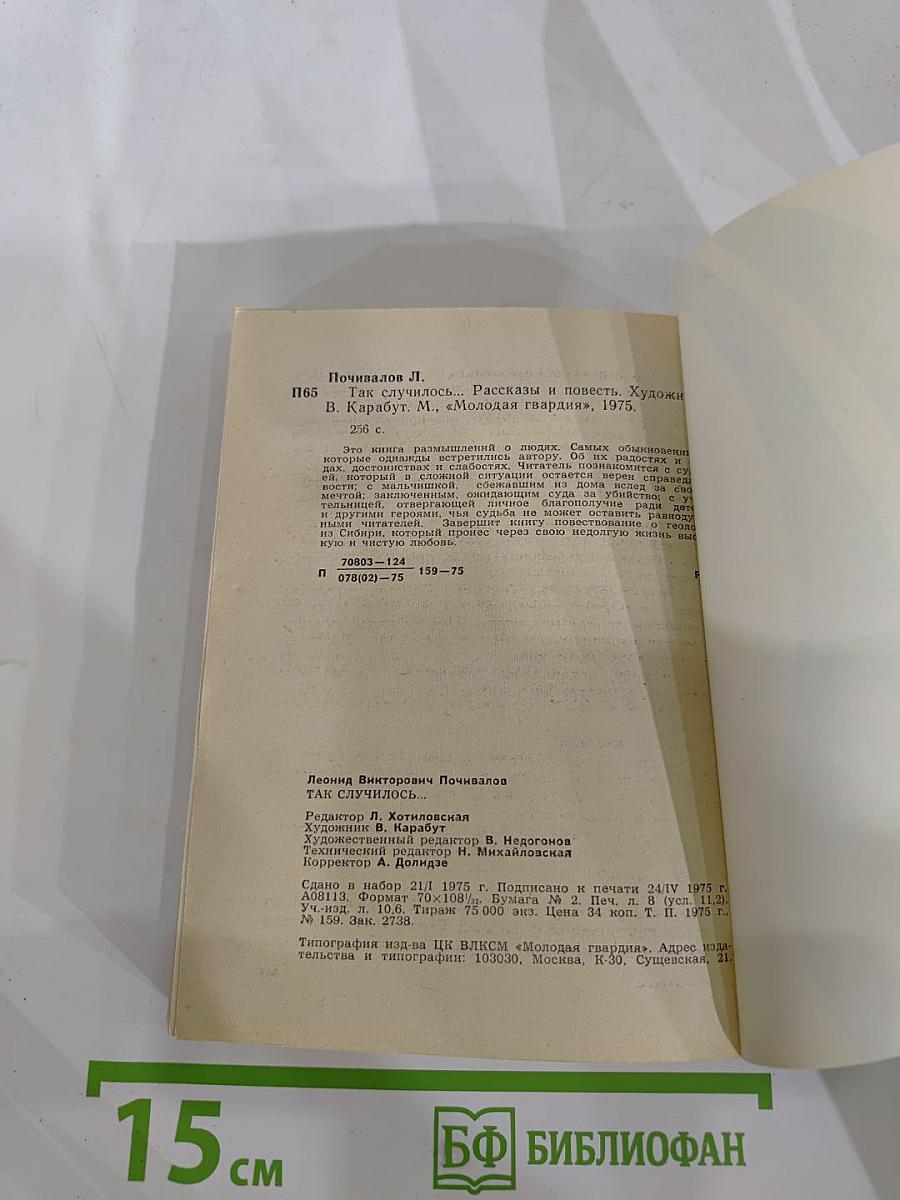 Почивалов Л.
П65 Так случилось... Рассказы и повесть. Художн
В. Карабут. М., «Молодая гвардия», 1975.
256 с.
Это книга размышлений о людях. Самых обыкновенн
которые однажды встретились автору. Об их радостях и
дах, достоинствах и слабостях. Читатель познакомится с су
ей, который в сложной ситуации остается верен справед
вости; с мальчишкой, сбежавшим из дома вслед за сво
мечтой; заключенным, ожидающим суда за убийство; с уч
тельницей, отвергающей личное благополучие ради дет
и другими героями, чья судьба не может оставить равноду
ными читателей. Завершит книгу повествование о геоло
из Сибири, который пронес через свою недолгую жизнь выс
кую и чистую любовь.
70803—124
П 159—75
078(02)—75
Леонид Викторович Почивалов
ТАК СЛУЧИЛОСЬ...
Редактор Л. Хотиловская
Художник В. Карабут
Художественный редактор В. Недогонов
Технический редактор Н. Михайловская
Корректор А. Долидзе
Сдано в набор 21/I 1975 г. Подписано к печати 24/IV 1975 г.
А08113. Формат 70×108¹/₃₂. Бумага № 2. Печ. л. 8 (усл. 11,2).
Уч.-изд. л. 10,6. Тираж 75 000 экз. Цена 34 коп. Т. П. 1975 г.,
№ 159. Зак. 2738.
Типография изд-ва ЦК ВЛКСМ «Молодая гвардия». Адрес изда-
тельства и типографии: 103030, Москва, К-30, Сущевская, 21.
15 см
БФ БИБЛИОФАН